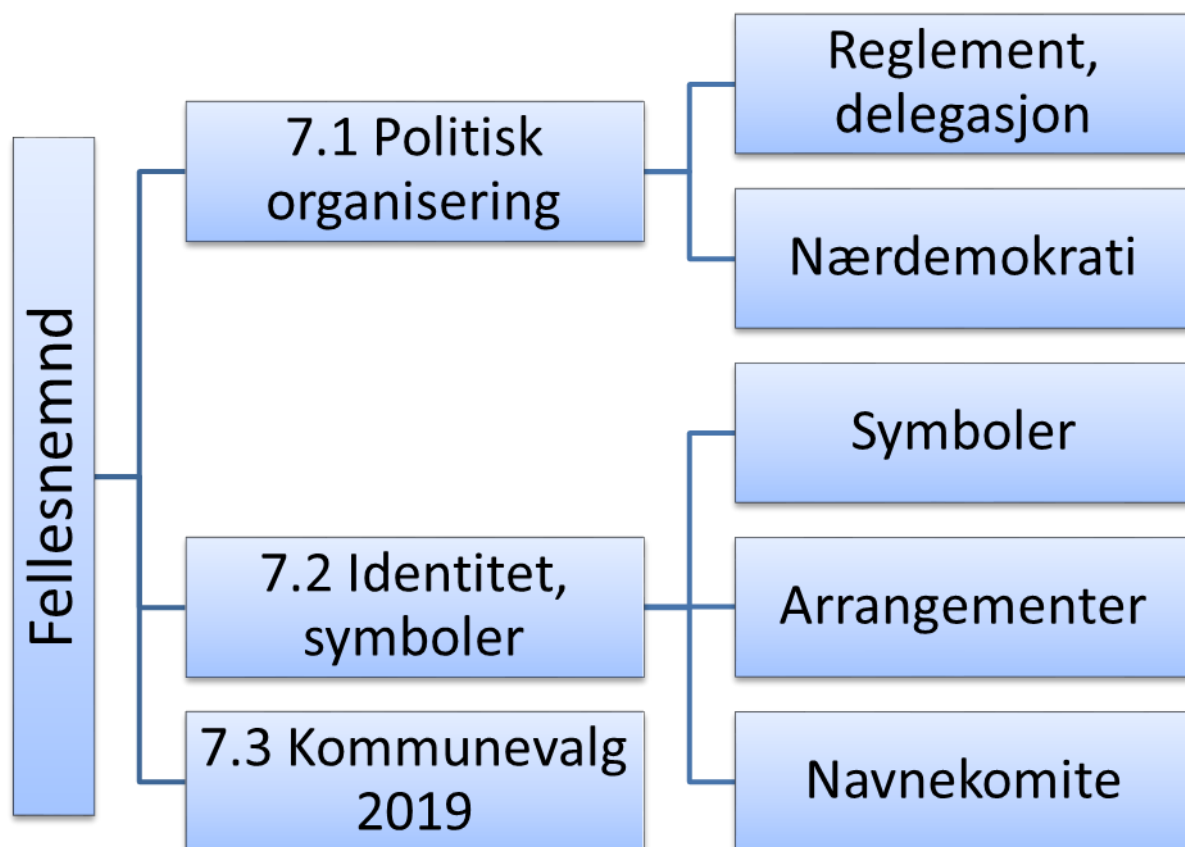 Fellesnemnd
7.1 Politisk
organisering
Reglement,
delegasjon
Nærdemokrati
7.2 Identitet,
symboler
Symboler
Arrangementer
Navnekomite
7.3 Kommunevalg
2019